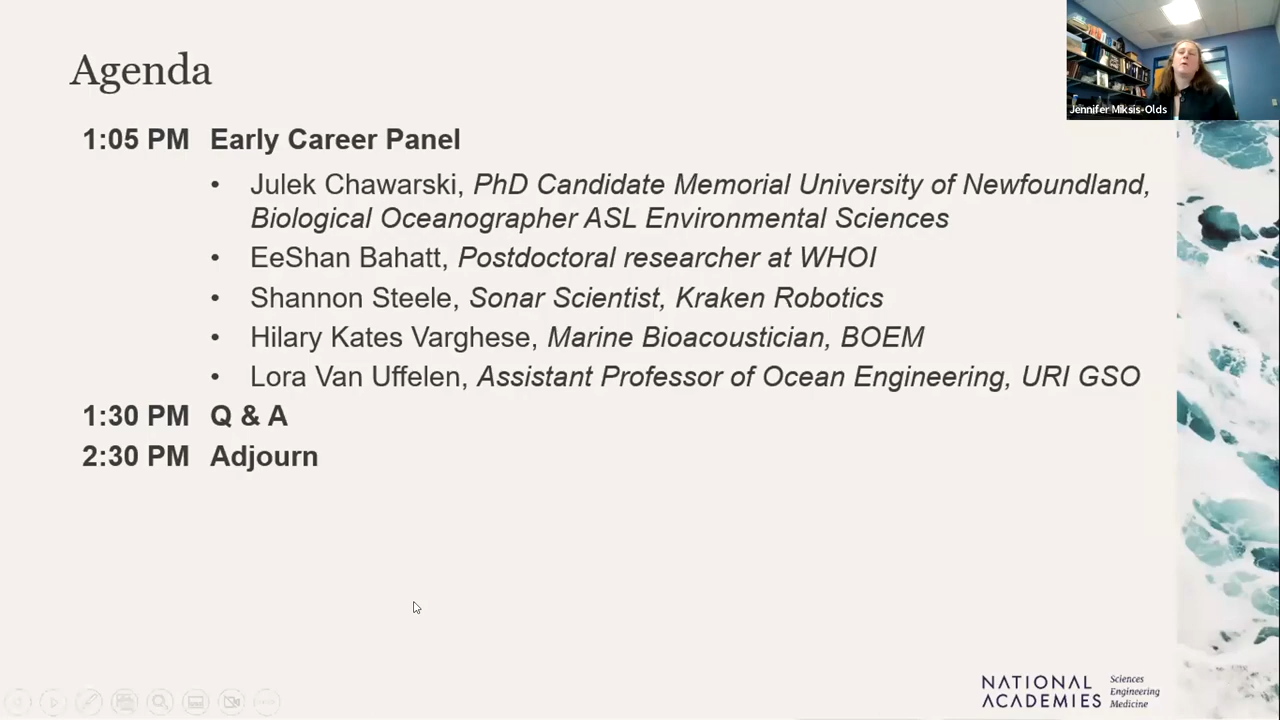 Jennifer Miksis-Olds
Agenda
1:05 PM Early Career Panel
• Julek Chawarski, PhD Candidate Memorial University of Newfoundland,
Biological Oceanographer ASL Environmental Sciences
• EeShan Bahatt, Postdoctoral researcher at WHOI
• Shannon Steele, Sonar Scientist, Kraken Robotics
• Hilary Kates Varghese, Marine Bioacoustician, BOEM
• Lora Van Uffelen, Assistant Professor of Ocean Engineering, URI GSO
1:30 PM Q & A
2:30 PM Adjourn
NATIONAL ACADEMIES
Sciences
Engineering
Medicine